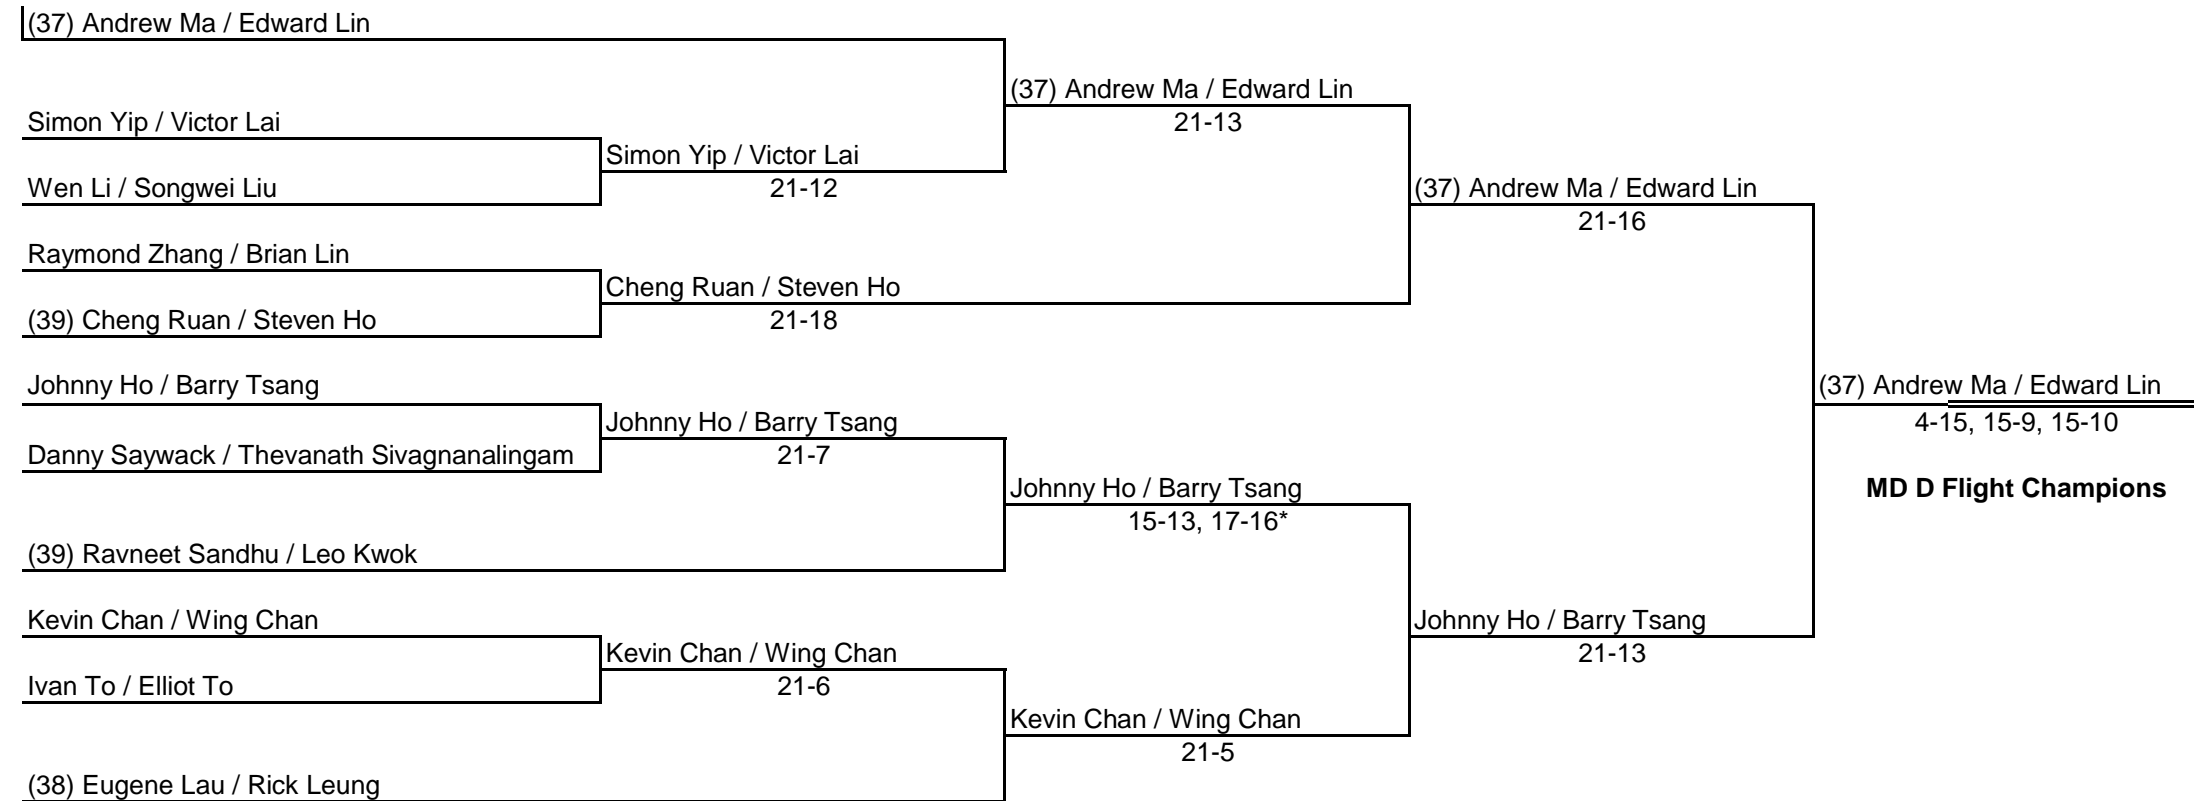 (37) Andrew Ma / Edward Lin
(37) Andrew Ma / Edward Lin
Simon Yip / Victor Lai
21-13
Simon Yip / Victor Lai
Wen Li / Songwei Liu
21-12
(37) Andrew Ma / Edward Lin
21-16
Raymond Zhang / Brian Lin
Cheng Ruan / Steven Ho
(39) Cheng Ruan / Steven Ho
21-18
Johnny Ho / Barry Tsang
(37) Andrew Ma / Edward Lin
Johnny Ho / Barry Tsang
4-15, 15-9, 15-10
Danny Saywack / Thevanath Sivagnanalingam
21-7
Johnny Ho / Barry Tsang
MD D Flight Champions
15-13, 17-16*
(39) Ravneet Sandhu / Leo Kwok
Kevin Chan / Wing Chan
Johnny Ho / Barry Tsang
Kevin Chan / Wing Chan
21-13
Ivan To / Elliot To
21-6
Kevin Chan / Wing Chan
21-5
(38) Eugene Lau / Rick Leung